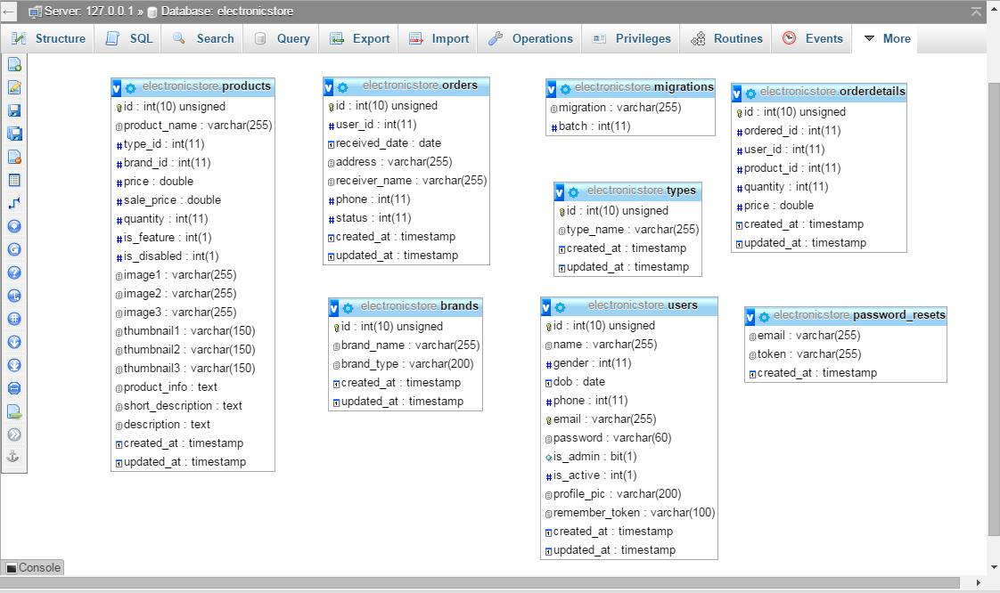 Server: 127.0.0.1 » Database: electronicstore
Structure SQL Search Query Export Import Operations Privileges Routines Events More
electronicstore.products
id : int(10) unsigned
product_name : varchar(255)
type_id : int(11)
brand_id : int(11)
price : double
sale_price : double
quantity : int(11)
is_feature : int(1)
is_disabled : int(1)
image1 : varchar(255)
image2 : varchar(255)
image3 : varchar(255)
thumbnail1 : varchar(150)
thumbnail2 : varchar(150)
thumbnail3 : varchar(150)
product_info : text
short_description : text
description : text
created_at : timestamp
updated_at : timestamp
electronicstore.orders
id : int(10) unsigned
user_id : int(11)
received_date : date
address : varchar(255)
receiver_name : varchar(255)
phone : int(11)
status : int(11)
created_at : timestamp
updated_at : timestamp
electronicstore.brands
id : int(10) unsigned
brand_name : varchar(255)
brand_type : varchar(200)
created_at : timestamp
updated_at : timestamp
electronicstore.migrations
migration : varchar(255)
batch : int(11)
electronicstore.types
id : int(10) unsigned
type_name : varchar(255)
created_at : timestamp
updated_at : timestamp
electronicstore.users
id : int(10) unsigned
name : varchar(255)
gender : int(11)
dob : date
phone : int(11)
email : varchar(255)
password : varchar(60)
is_admin : bit(1)
is_active : int(1)
profile_pic : varchar(200)
remember_token : varchar(100)
created_at : timestamp
updated_at : timestamp
electronicstore.orderdetails
id : int(10) unsigned
ordered_id : int(11)
user_id : int(11)
product_id : int(11)
quantity : int(11)
price : double
created_at : timestamp
updated_at : timestamp
electronicstore.password_resets
email : varchar(255)
token : varchar(255)
created_at : timestamp
Console